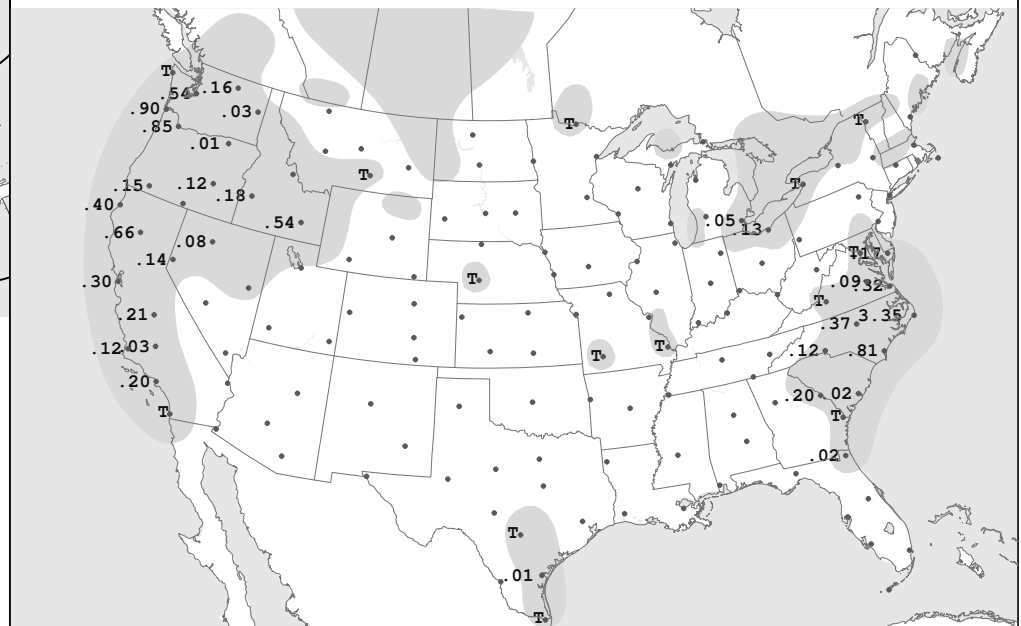 T
.54 .16
.90
.03
.85
T
T
.01
T
.15 .12
T
.18
.40
.54
.05
.66
.13
.08
.14
T .17
T
.30
.09
.32
T
.21
3.35
.37
.12 .03
T
.12
.81
T
.20
.20 .02
T
T
.02
T
.01
T